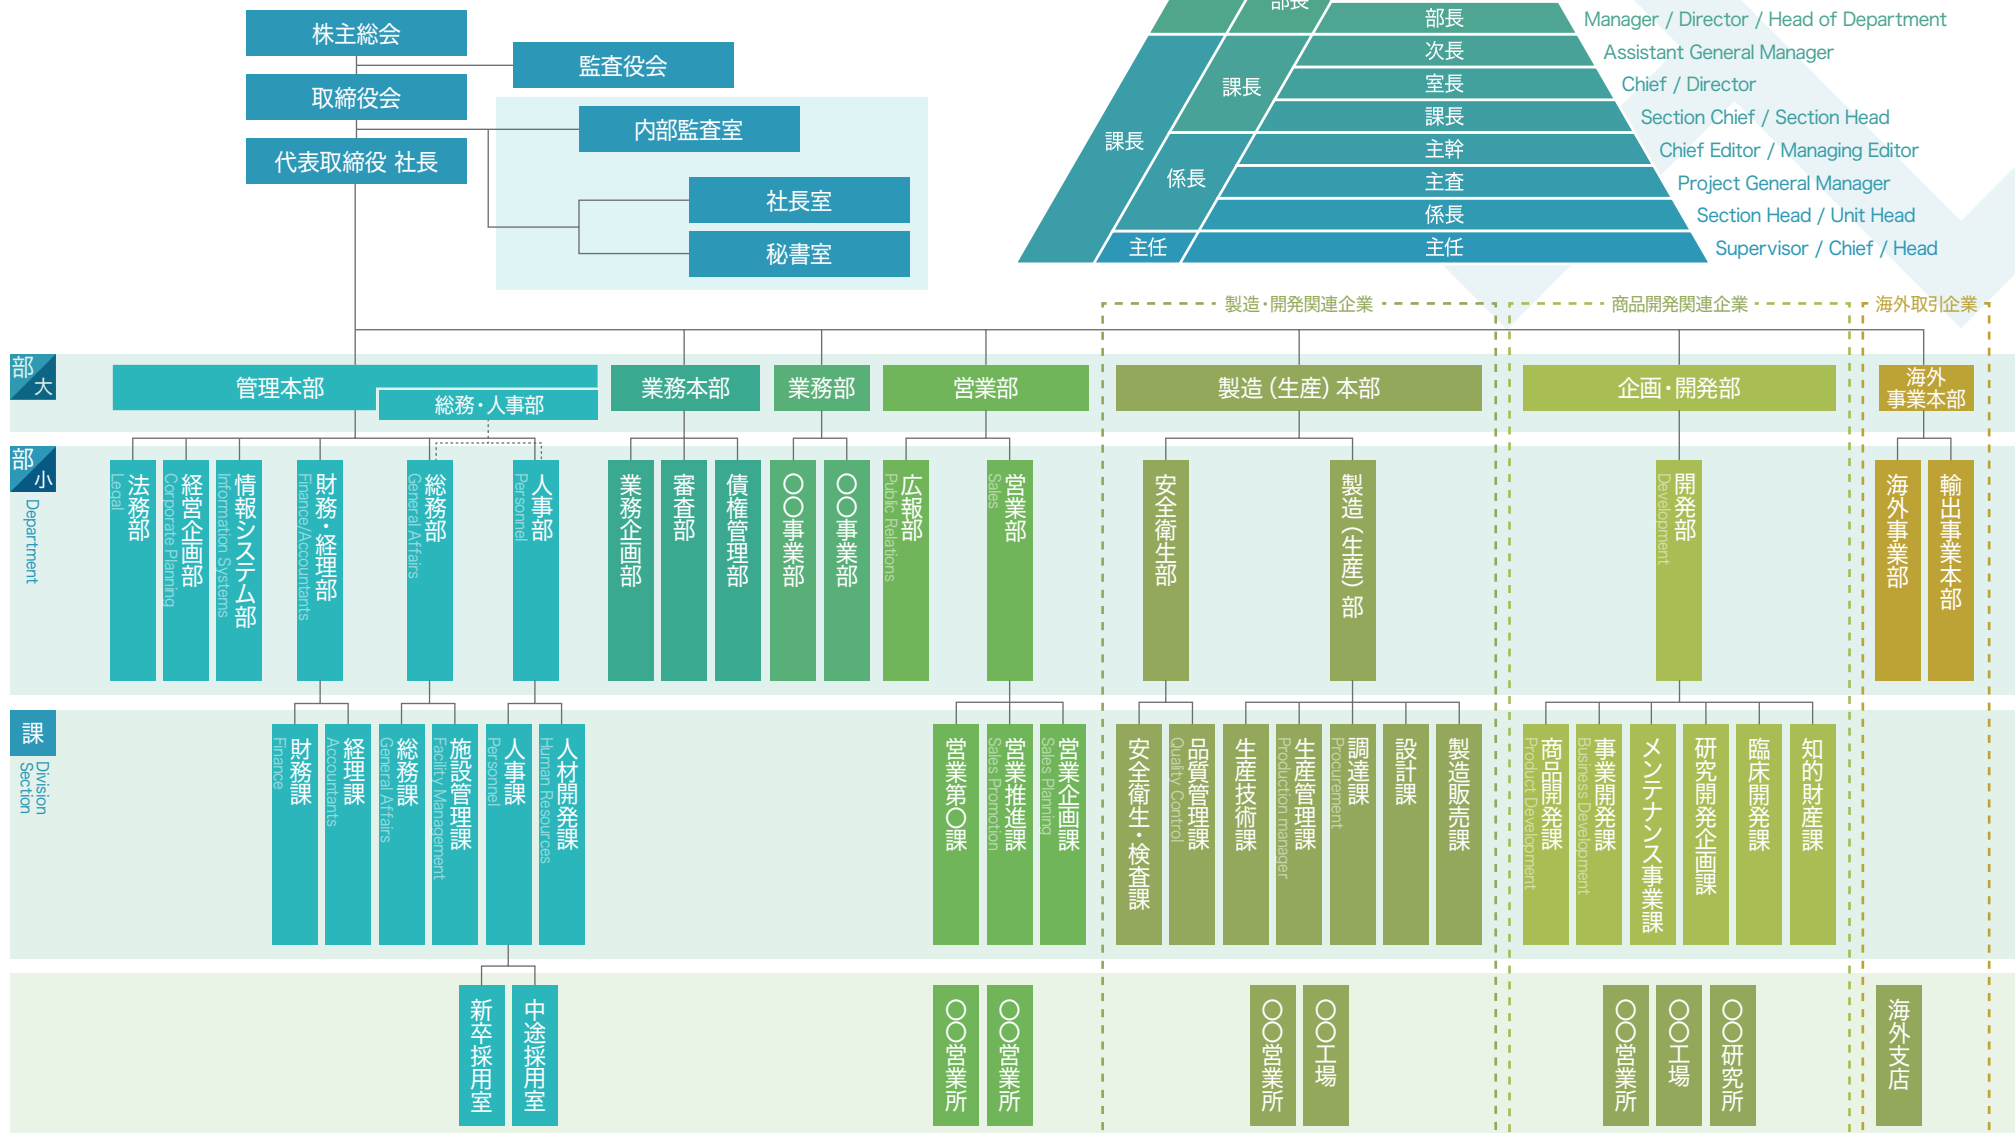 株主総会
監査役会
取締役会
内部監査室
代表取締役 社長
社長室
秘書室
部長
部長
Manager / Director / Head of Department
次長
Assistant General Manager
課長
室長
Chief / Director
課長
Section Chief / Section Head
課長
主幹
Chief Editor / Managing Editor
係長
主査
Project General Manager
係長
Section Head / Unit Head
主任
主任
Supervisor / Chief / Head
製造・開発関連企業
商品開発関連企業
海外取引企業
部
大
管理本部
総務・人事部
業務本部
業務部
営業部
製造（生産）本部
企画・開発部
海外
事業本部
部
小
Department
法務部
Legal
経営企画部
Corporate Planning
情報システム部
Information Systems
財務・経理部
Finance/Accountants
総務部
General Affairs
人事部
Personnel
業務企画部
審査部
債権管理部
〇〇事業部
〇〇事業部
広報部
Public Relations
営業部
Sales
安全衛生部
製造（生産）部
開発部
Development
海外事業部
輸出事業本部
課
Division
Section
財務課
Finance
経理課
Accountants
総務課
General Affairs
施設管理課
Facility Management
人事課
Personnel
人材開発課
Human Resources
営業第〇課
営業推進課
Sales Promotion
営業企画課
Sales Planning
安全衛生・検査課
品質管理課
Quality Control
生産技術課
生産管理課
Production manager
調達課
Procurement
設計課
製造販売課
商品開発課
Product Development
事業開発課
Business Development
メンテナンス事業課
研究開発企画課
臨床開発課
知的財産課
新卒採用室
中途採用室
〇〇営業所
〇〇営業所
〇〇営業所
〇〇工場
〇〇営業所
〇〇工場
〇〇研究所
海外支店